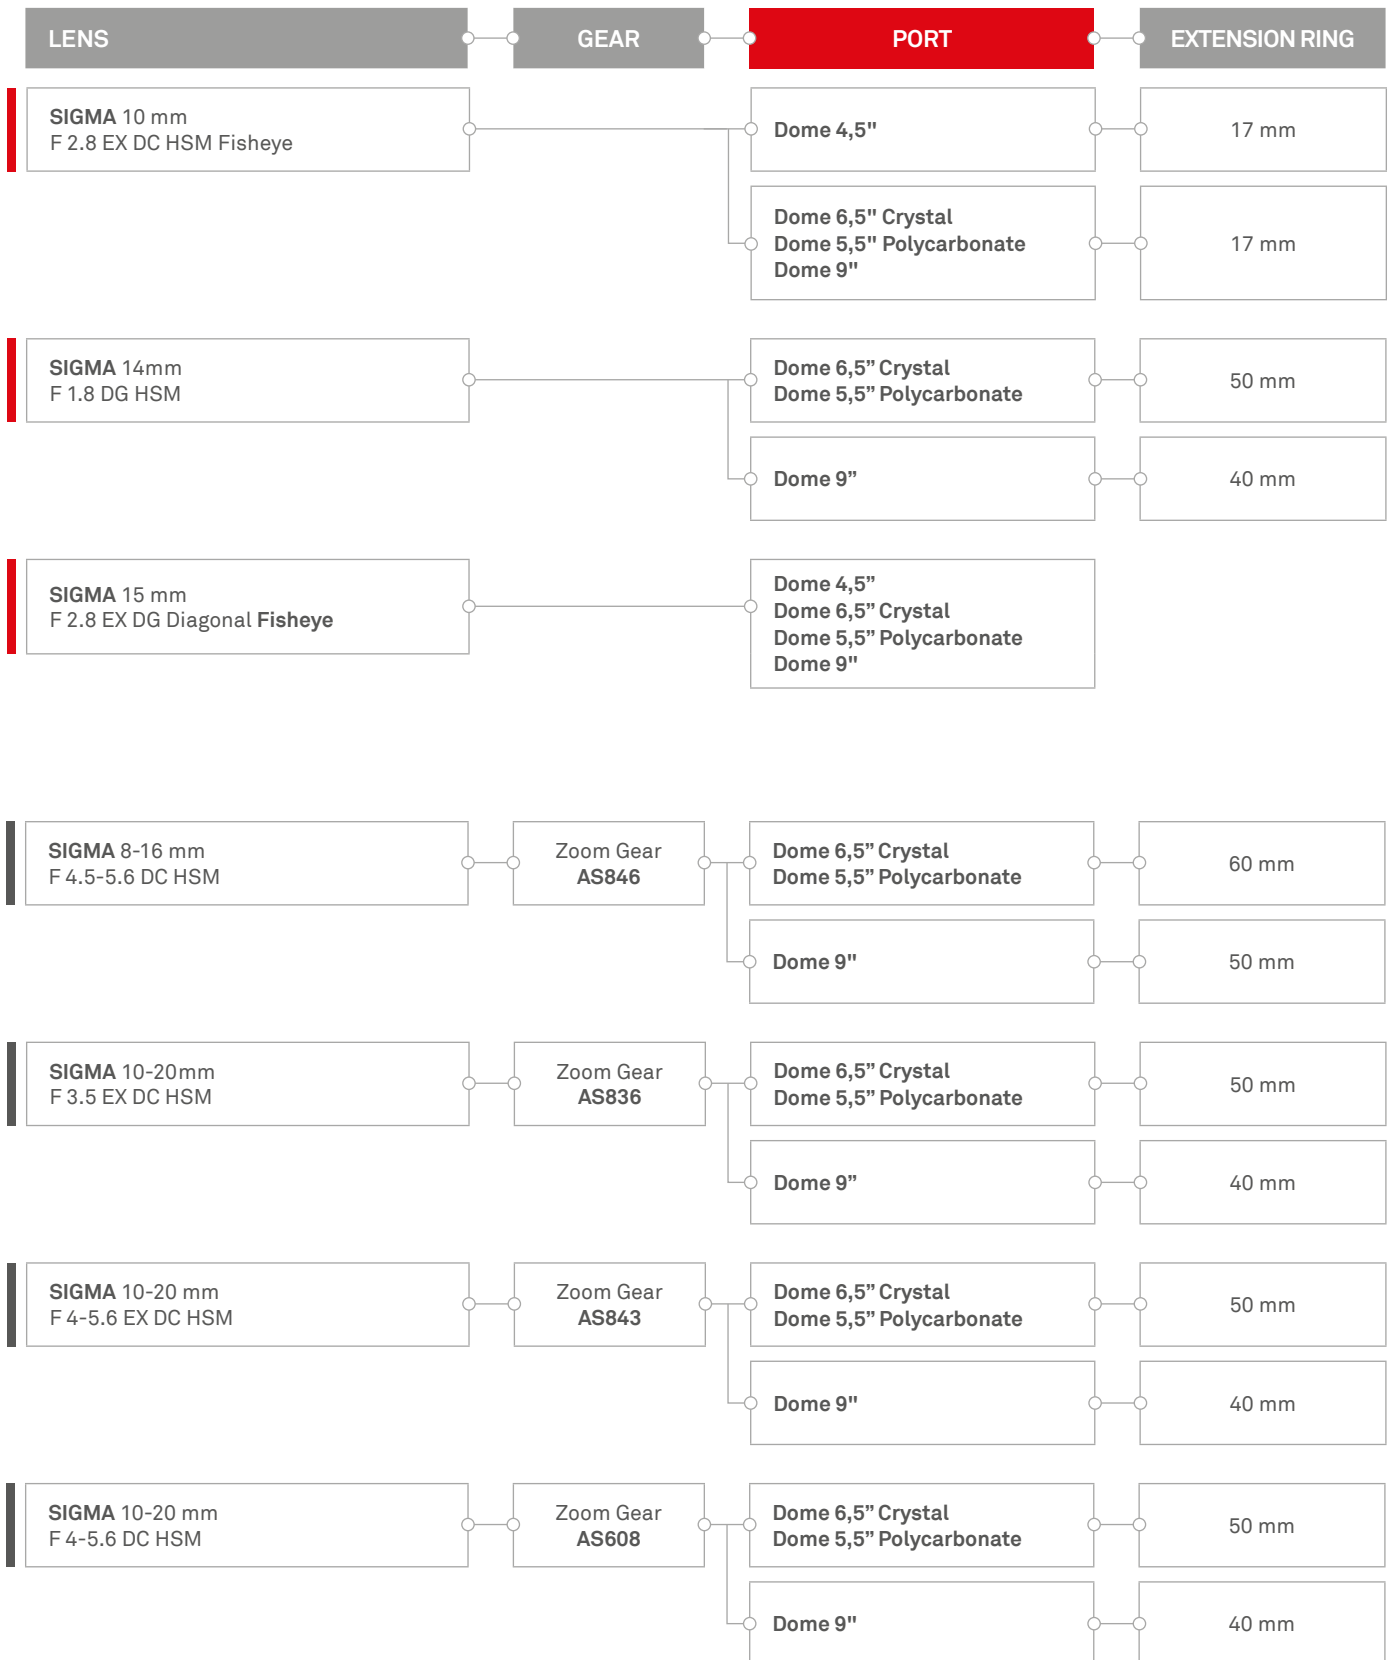 LENS GEAR PORT EXTENSION RING
SIGMA 10 mm
F 2.8 EX DC HSM Fisheye
Dome 4,5"
17 mm
Dome 6,5" Crystal
Dome 5,5" Polycarbonate
Dome 9"
17 mm
SIGMA 14mm
F 1.8 DG HSM
Dome 6,5” Crystal
Dome 5,5” Polycarbonate
50 mm
Dome 9”
40 mm
SIGMA 15 mm
F 2.8 EX DG Diagonal Fisheye
Dome 4,5”
Dome 6,5” Crystal
Dome 5,5” Polycarbonate
Dome 9"
SIGMA 8-16 mm
F 4.5-5.6 DC HSM
Zoom Gear
AS846
Dome 6,5” Crystal
Dome 5,5” Polycarbonate
60 mm
Dome 9"
50 mm
SIGMA 10-20mm
F 3.5 EX DC HSM
Zoom Gear
AS836
Dome 6,5” Crystal
Dome 5,5” Polycarbonate
50 mm
Dome 9”
40 mm
SIGMA 10-20 mm
F 4-5.6 EX DC HSM
Zoom Gear
AS843
Dome 6,5” Crystal
Dome 5,5” Polycarbonate
50 mm
Dome 9"
40 mm
SIGMA 10-20 mm
F 4-5.6 DC HSM
Zoom Gear
AS608
Dome 6,5” Crystal
Dome 5,5” Polycarbonate
50 mm
Dome 9"
40 mm